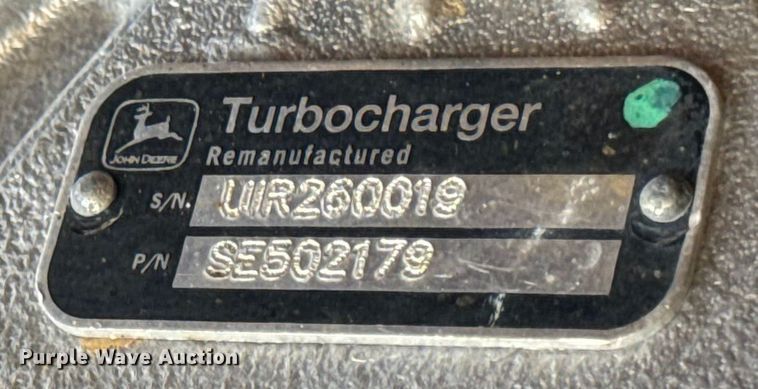 Turbocharger
JOHN DEERE
Remanufactured
S/N. UIR260019
P/N SE502179
Purple Wave Auction